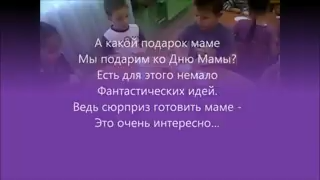 А какой подарок маме
Мы подарим ко Дню Мамы?
Есть для этого немало
Фантастических идей.
Ведь сюрприз готовить маме -
Это очень интересно...